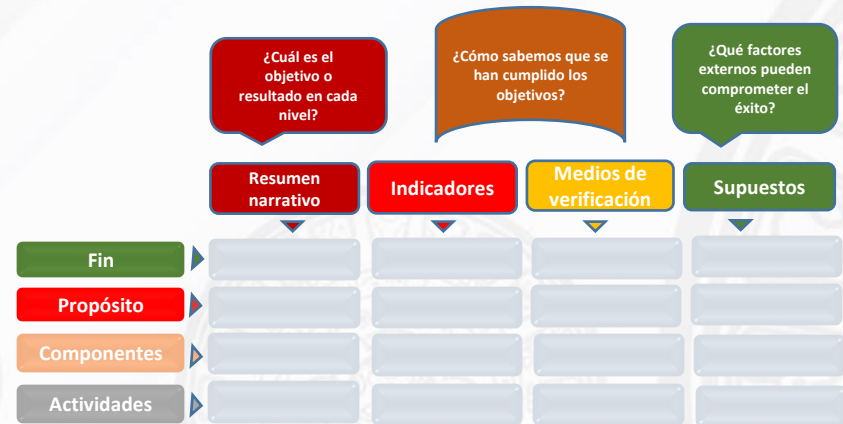 ¿Cuál es el
objetivo o
resultado en cada
nivel?
¿Cómo sabemos que se
han cumplido los
objetivos?
¿Qué factores
externos pueden
comprometer el
éxito?
Resumen
narrativo
Indicadores
Medios de
verificación
Supuestos
Fin
Propósito
Componentes
Actividades